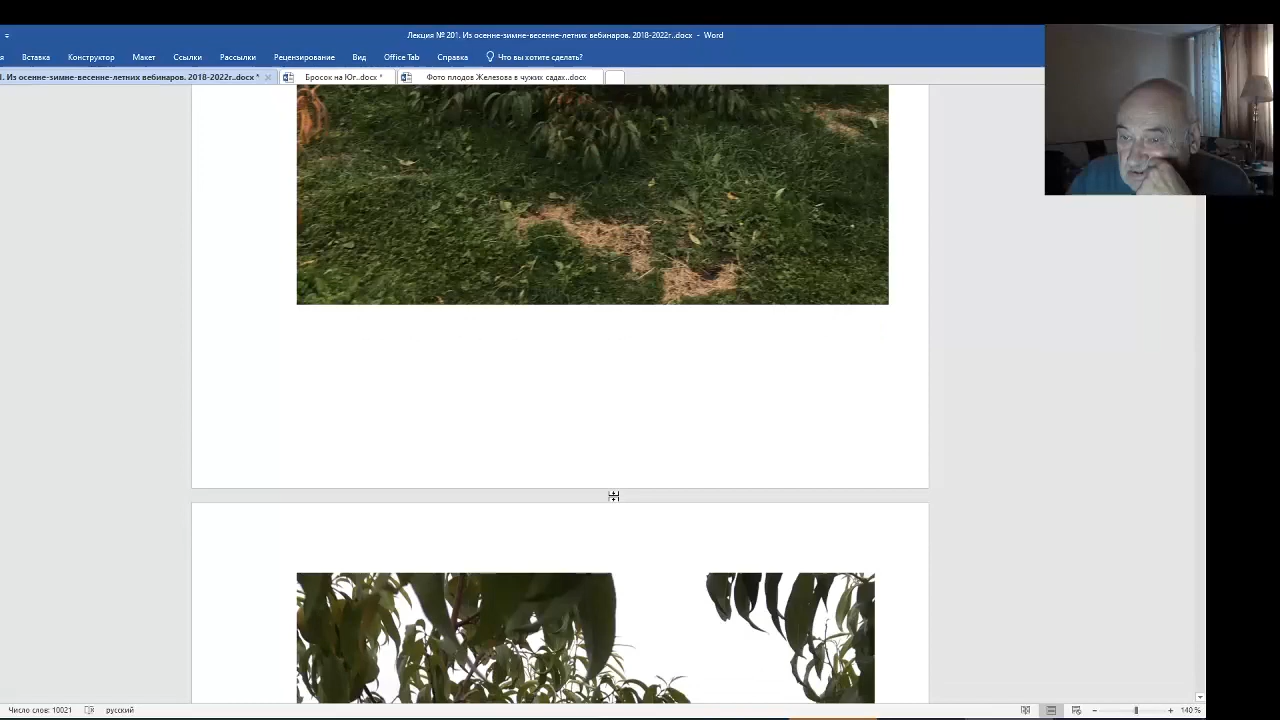 Лекция № 201. Из осенне-зимне-весенне-летних вебинаров. 2018-2022г..docx - Word
Вставка Конструктор Макет Ссылки Рассылки Рецензирование Вид Office Tab Справка Что вы хотите сделать?
. Из осенне-зимне-весенне-летних вебинаров. 2018-2022г..docx * Бросок на Юг..docx * Фото плодов Железова в чужих садах..docx
Число слов: 10021 русский 140 %